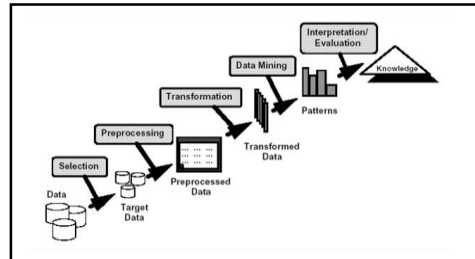 Interpretation/
Evaluation
Data Mining
Knowledge
Transformation
Patterns
Preprocessing
Transformed
Data
Selection
Preprocessed
Data
Data
Target
Data